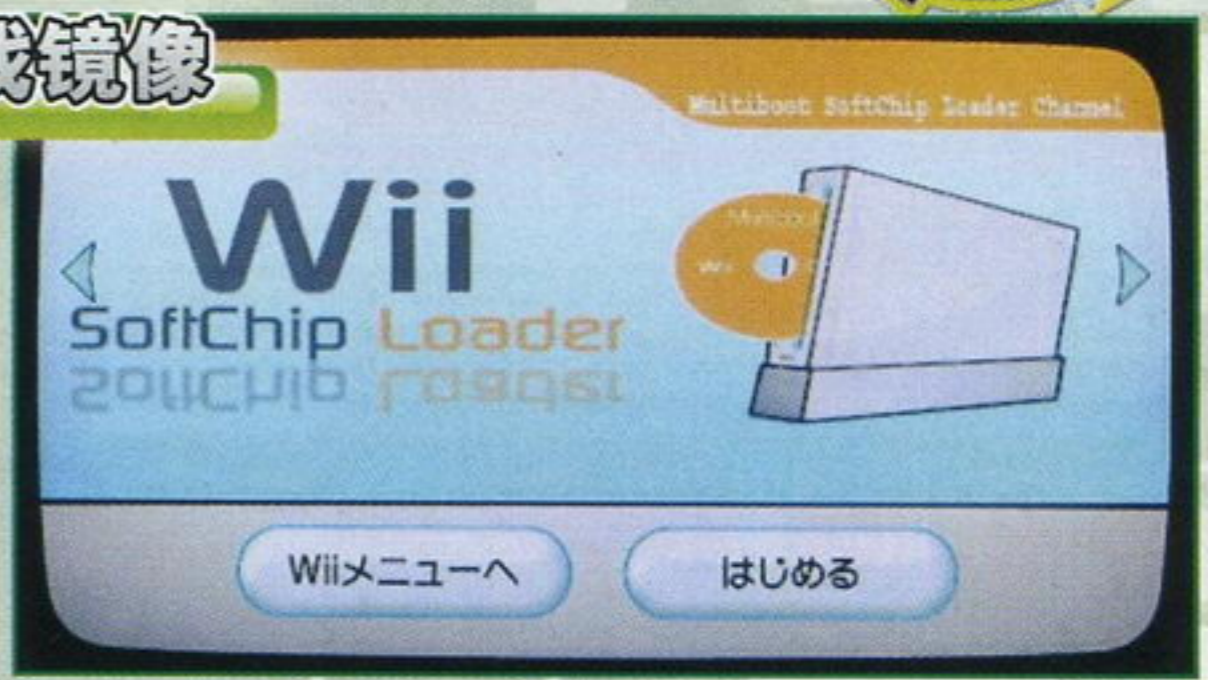 镜像
Multiboot SoftChip Loader Channel
Wii
SoftChip Loader
Wii
Wiiメニューへ
はじめる